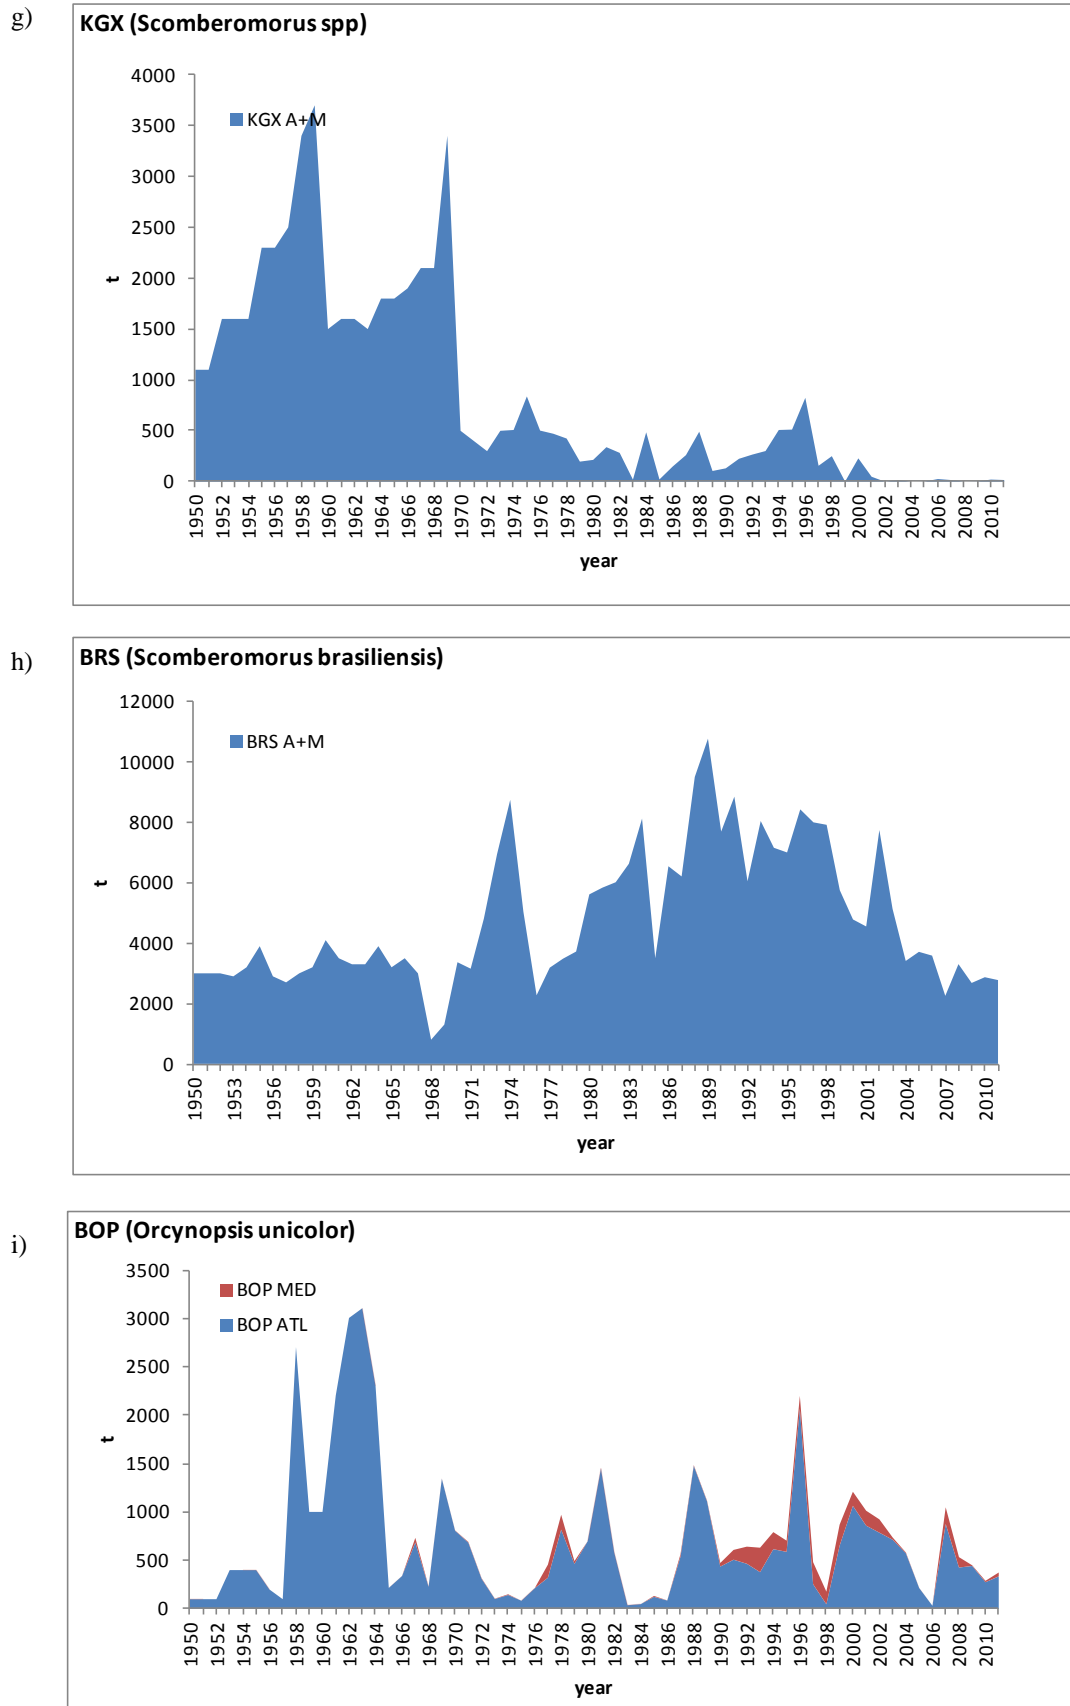 g)
KGX (Scomberomorus spp)
4000
3500
3000
2500
2000
1500
1000
500
0
t
KGX A+M
1950 1952 1954 1956 1958 1960 1962 1964 1966 1968 1970 1972 1974 1976 1978 1980 1982 1984 1986 1988 1990 1992 1994 1996 1998 2000 2002 2004 2006 2008 2010
year
h)
BRS (Scomberomorus brasiliensis)
12000
10000
8000
6000
4000
2000
0
t
BRS A+M
1950 1953 1956 1959 1962 1965 1968 1971 1974 1977 1980 1983 1986 1989 1992 1995 1998 2001 2004 2007 2010
year
i)
BOP (Orcynopsis unicolor)
3500
3000
2500
2000
1500
1000
500
0
t
BOP MED
BOP ATL
1950 1952 1954 1956 1958 1960 1962 1964 1966 1968 1970 1972 1974 1976 1978 1980 1982 1984 1986 1988 1990 1992 1994 1996 1998 2000 2002 2004 2006 2008 2010
year